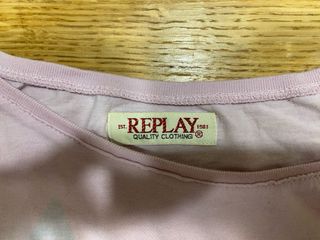 EST. REPLAY 1981
QUALITY CLOTHING ®